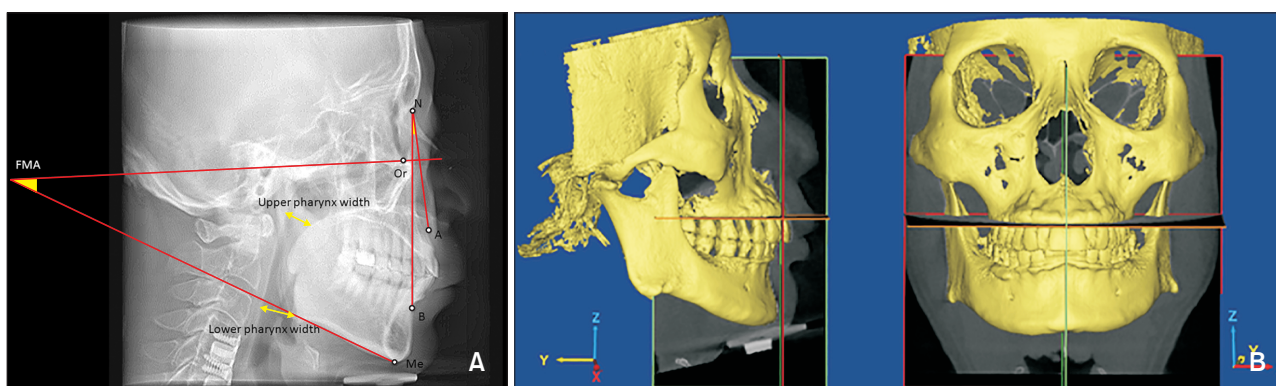 N
FMA
Or
Upper pharynx width
A
B
Lower pharynx width
Me
A
Z
Y
X
Z
Y
B